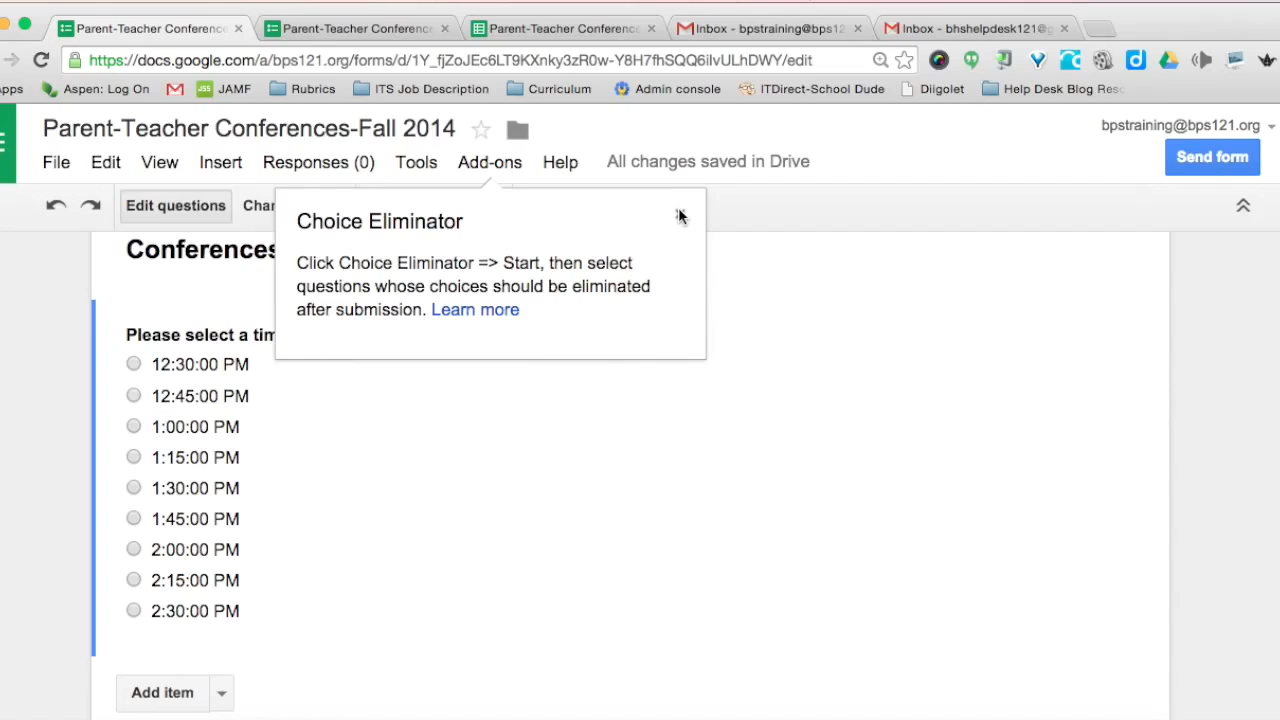 Parent-Teacher Conference
Parent-Teacher Conference
Parent-Teacher Conference
Inbox - bpstraining@bps12
Inbox - bhshelpdesk121@g
https://docs.google.com/a/bps121.org/forms/d/1Y_fjZoJEc6LT9KXnky3zR0w-Y8H7fhSQQ6iIvULhDWY/edit
pps
Aspen: Log On
JAMF
Rubrics
ITS Job Description
Curriculum
Admin console
ITDirect-School Dude
Diigolet
Help Desk Blog Reso
Parent-Teacher Conferences-Fall 2014
bpstraining@bps121.org
File Edit View Insert Responses (0) Tools Add-ons Help All changes saved in Drive
Send form
Edit questions
Chan
Choice Eliminator
Click Choice Eliminator => Start, then select
questions whose choices should be eliminated
after submission. Learn more
Conferences
Please select a tim
12:30:00 PM
12:45:00 PM
1:00:00 PM
1:15:00 PM
1:30:00 PM
1:45:00 PM
2:00:00 PM
2:15:00 PM
2:30:00 PM
Add item